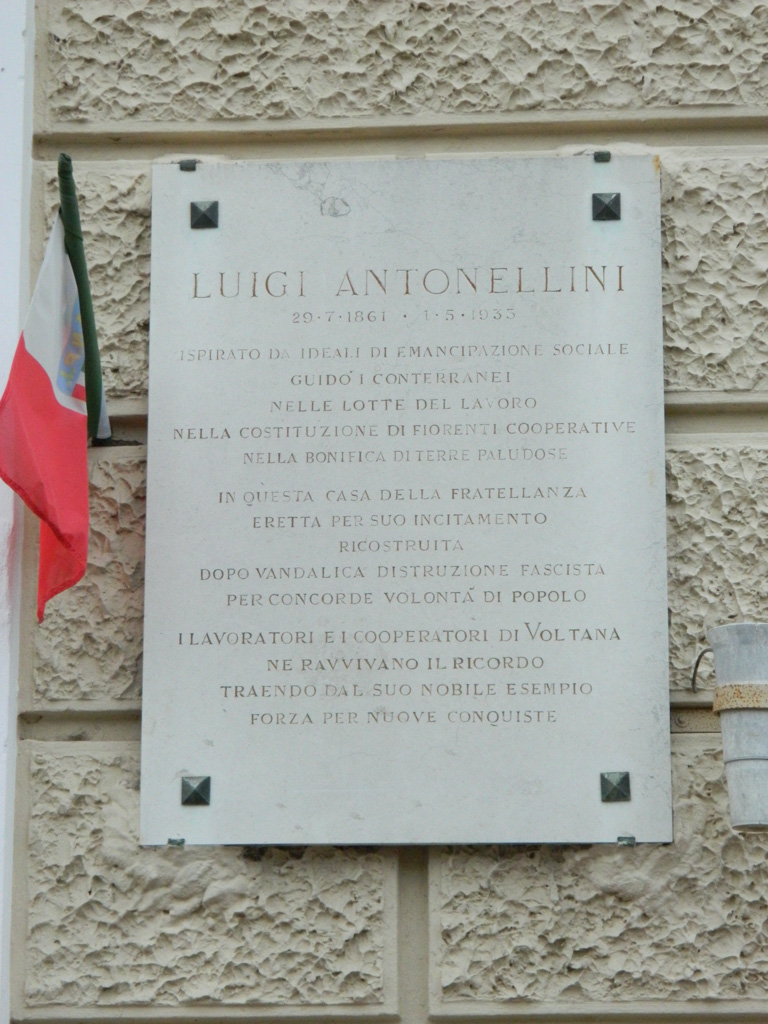 LUIGI ANTONELLINI
29·7·1861 · 1·5·1933
ISPIRATO DA IDEALI DI EMANCIPAZIONE SOCIALE
GUIDO' I CONTERRANEI
NELLE LOTTE DEL LAVORO
NELLA COSTITUZIONE DI FIORENTI COOPERATIVE
NELLA BONIFICA DI TERRE PALUDOSE
IN QUESTA CASA DELLA FRATELLANZA
ERETTA PER SUO INCITAMENTO
RICOSTRUITA
DOPO VANDALICA DISTRUZIONE FASCISTA
PER CONCORDE VOLONTA' DI POPOLO
I LAVORATORI E I COOPERATORI DI VOLTANA
NE RAVVIVANO IL RICORDO
TRAENDO DAL SUO NOBILE ESEMPIO
FORZA PER NUOVE CONQUISTE